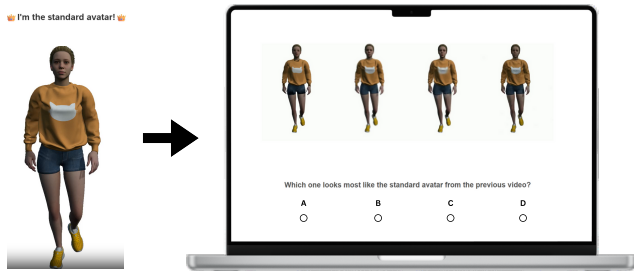 👑 I'm the standard avatar! 👑
Which one looks most like the standard avatar from the previous video?
A B C D